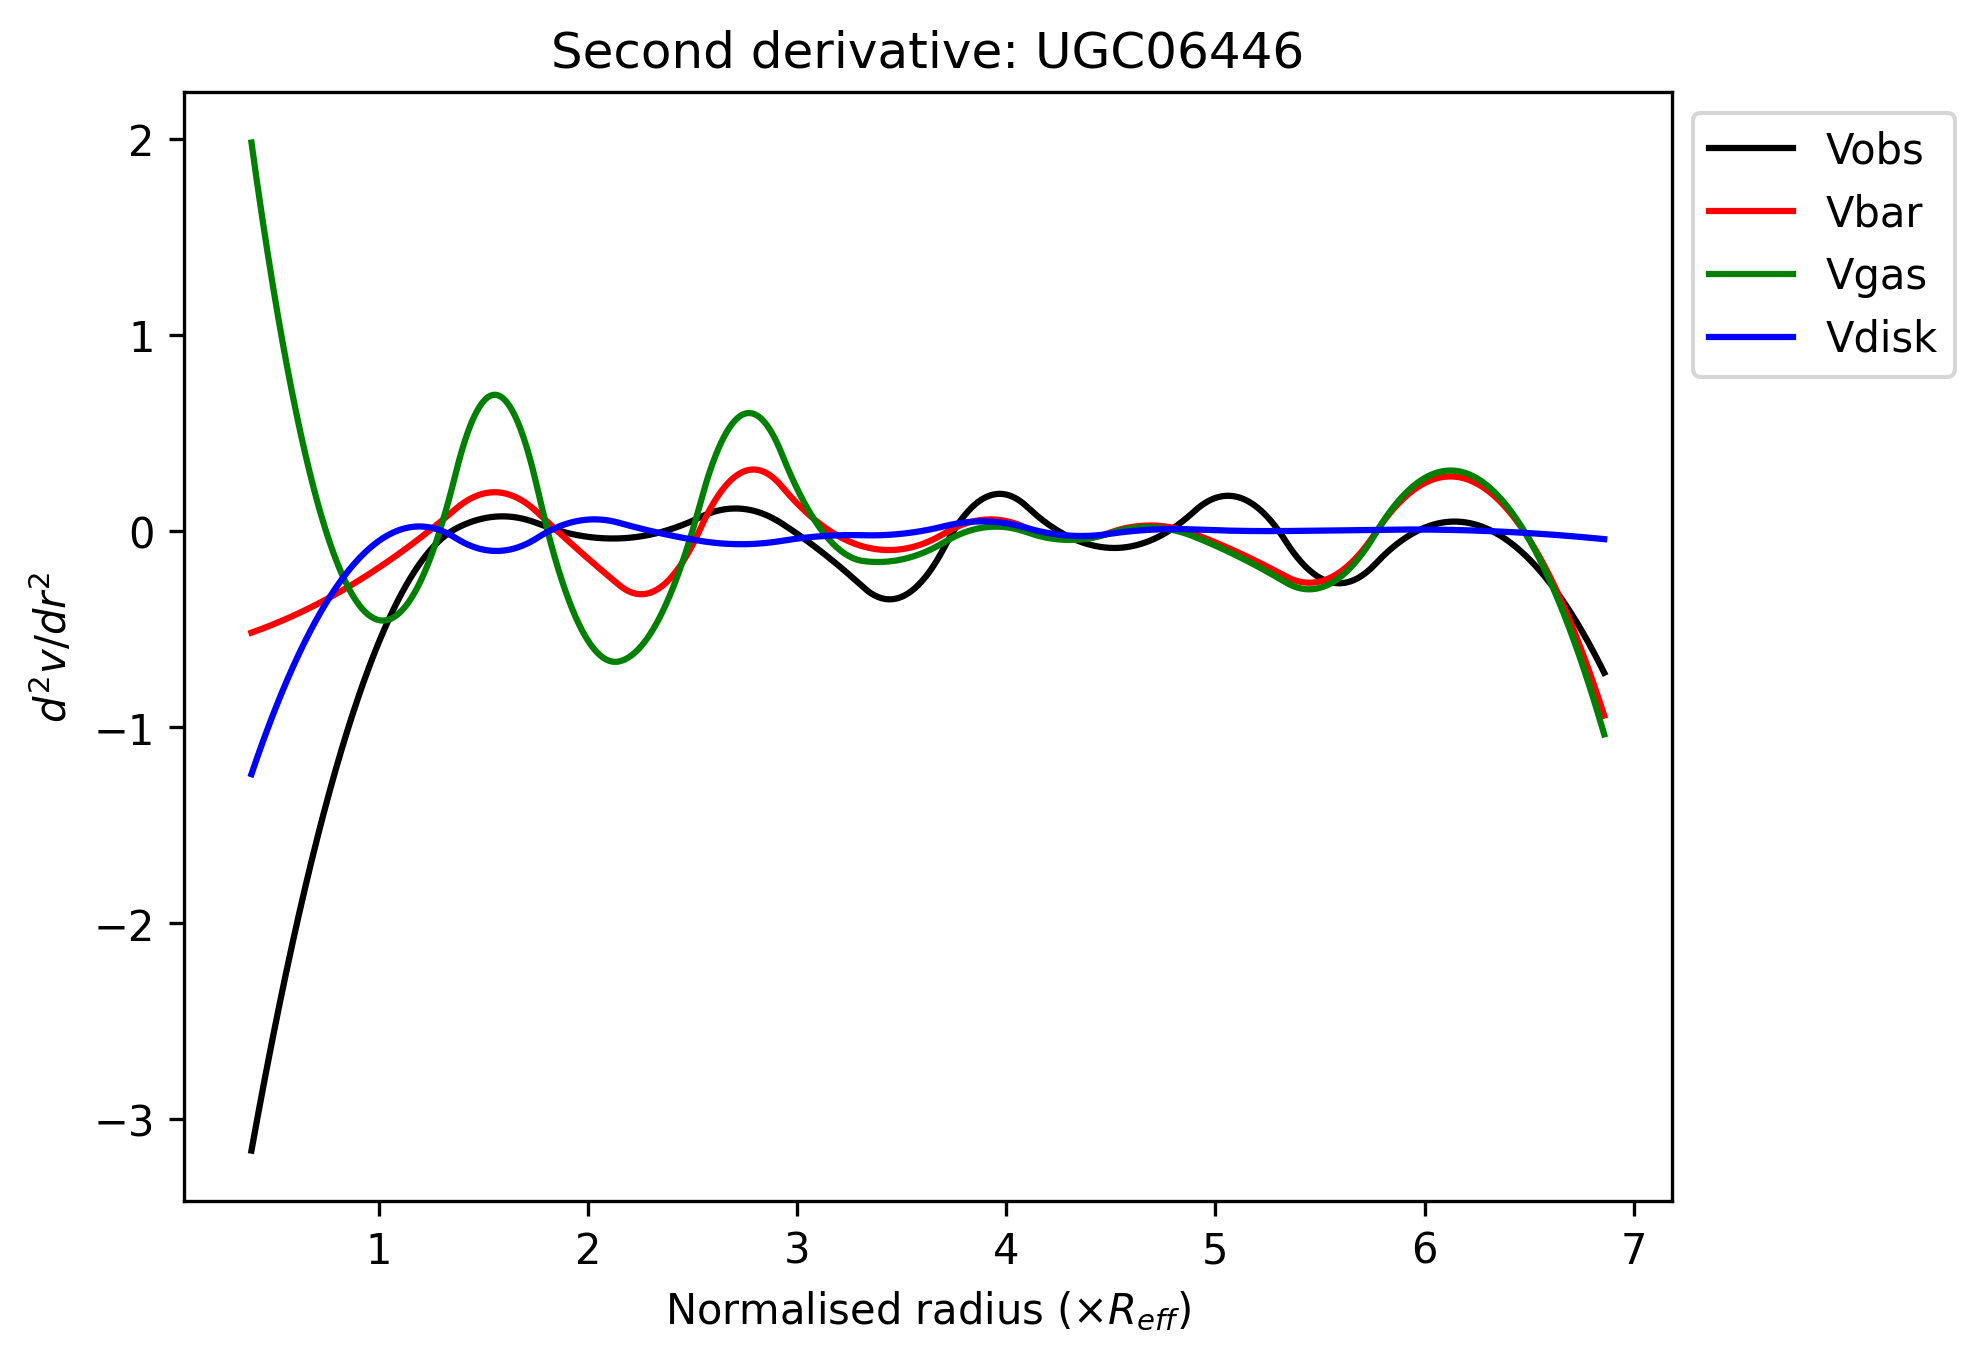 Second derivative: UGC06446
2
1
0
−1
−2
−3
d²v/dr²
1 2 3 4 5 6 7
Normalised radius (×R_eff)
Vobs
Vbar
Vgas
Vdisk